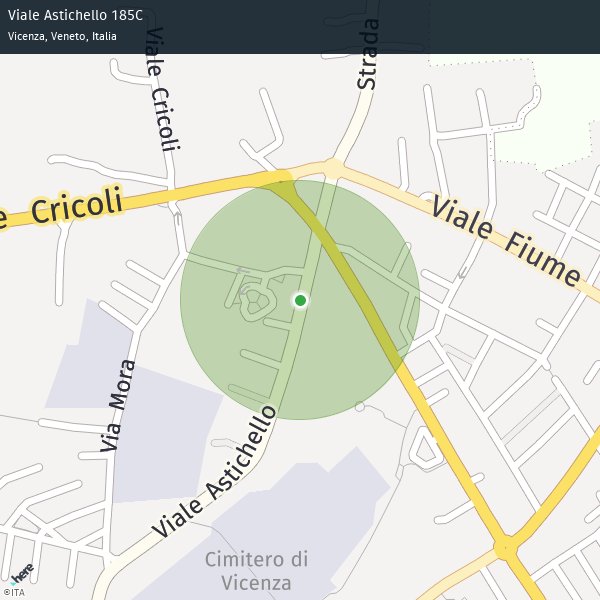 Viale Astichello 185C
Vicenza, Veneto, Italia
Viale Cricoli
Strada
e Cricoli
Viale Fiume
Via Mora
Viale Astichello
Cimitero di
Vicenza
here
©ITA